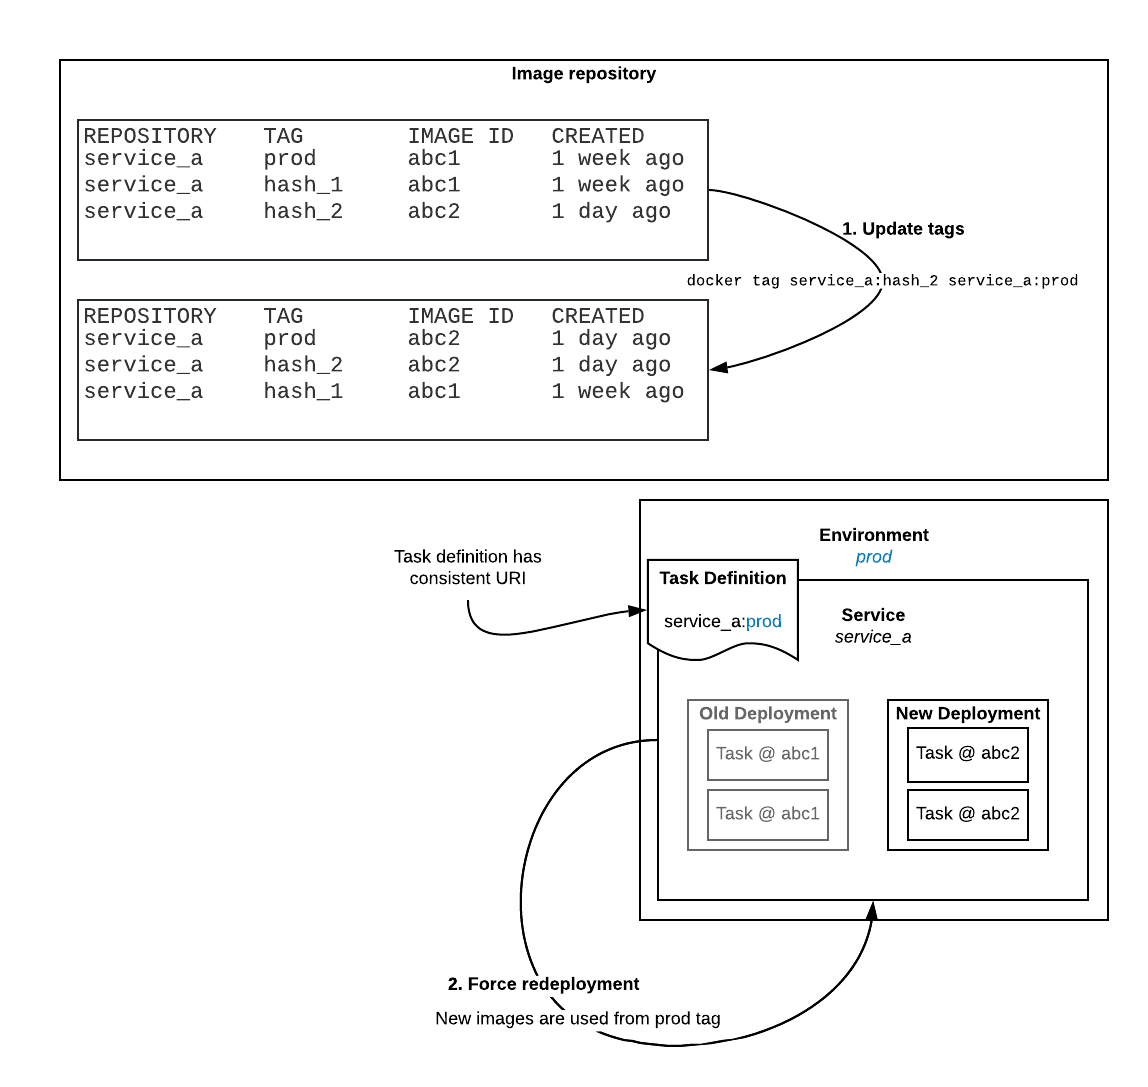 Image repository
REPOSITORY TAG IMAGE ID CREATED
service_a prod abc1 1 week ago
service_a hash_1 abc1 1 week ago
service_a hash_2 abc2 1 day ago
1. Update tags
docker tag service_a:hash_2 service_a:prod
REPOSITORY TAG IMAGE ID CREATED
service_a prod abc2 1 day ago
service_a hash_2 abc2 1 day ago
service_a hash_1 abc1 1 week ago
Task definition has
consistent URI
Environment
prod
Task Definition
service_a:prod
Service
service_a
Old Deployment
Task @ abc1
Task @ abc1
New Deployment
Task @ abc2
Task @ abc2
2. Force redeployment
New images are used from prod tag